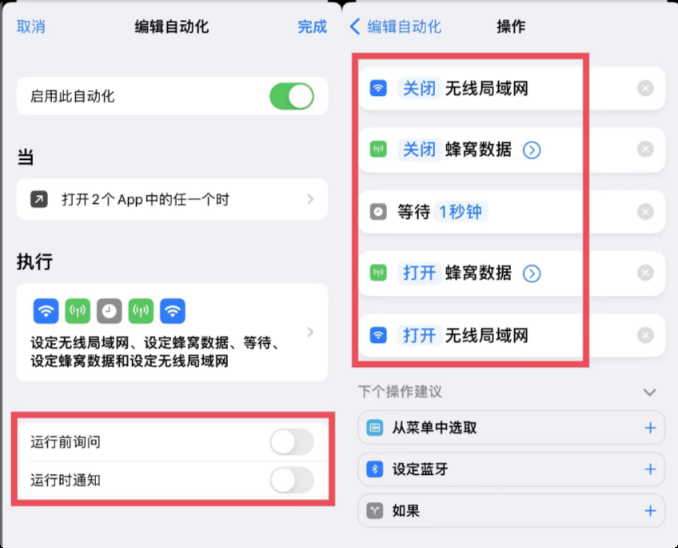 取消
编辑自动化
完成
启用此自动化
当
打开2个App中的任一个时
执行
设定无线局域网、设定蜂窝数据、等待、
设定蜂窝数据和设定无线局域网
运行前询问
运行时通知
编辑自动化
操作
关闭 无线局域网
关闭 蜂窝数据
等待 1秒钟
打开 蜂窝数据
打开 无线局域网
下个操作建议
从菜单中选取
设定蓝牙
如果